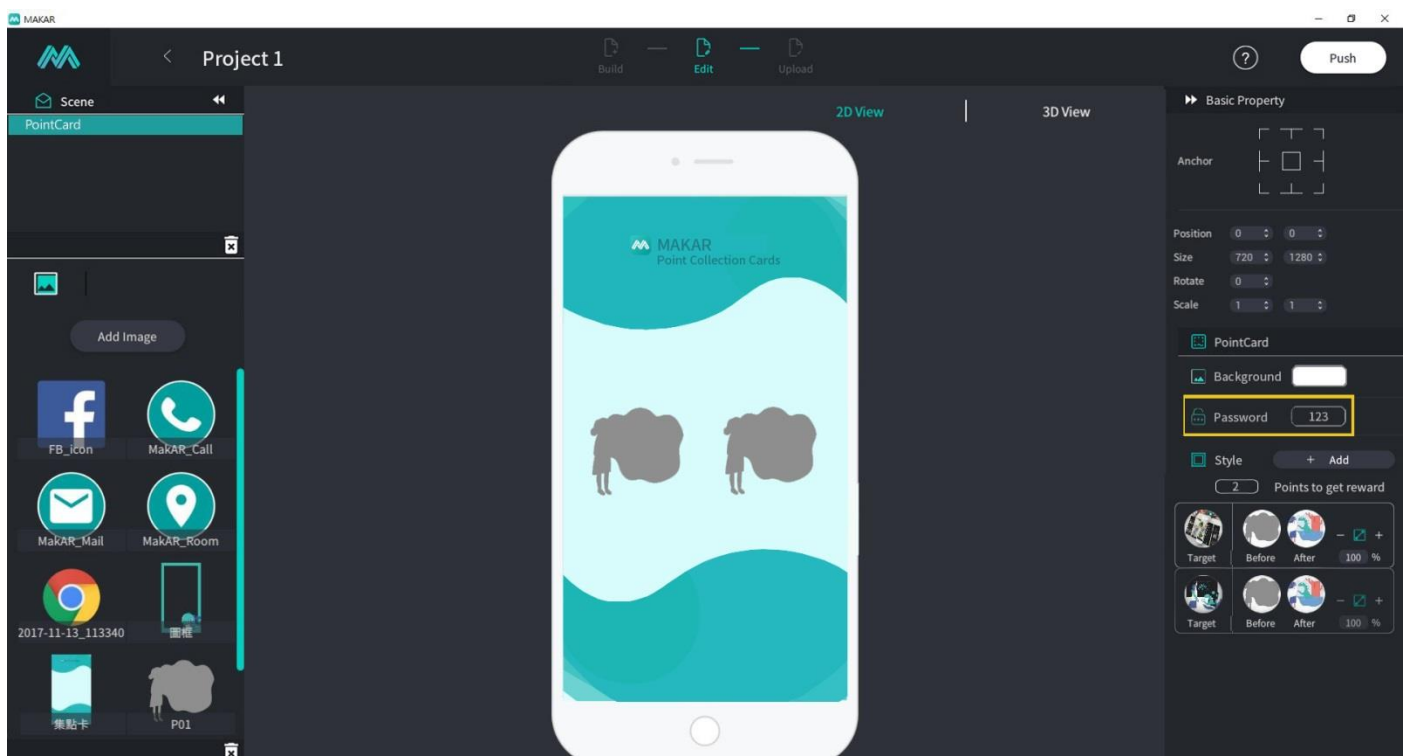 MAKAR
Project 1
Build
Edit
Upload
?
Push
Scene
PointCard
2D View
3D View
Basic Property
Anchor
MAKAR
Point Collection Cards
Position 0 0
Size 720 1280
Rotate 0
Scale 1 1
Add Image
PointCard
Background
Password 123
FB_icon
MakAR_Call
Style + Add
2 Points to get reward
MakAR_Mail
MakAR_Room
Target Before After 100 %
2017-11-13_113340
圖框
Target Before After 100 %
集點卡
P01